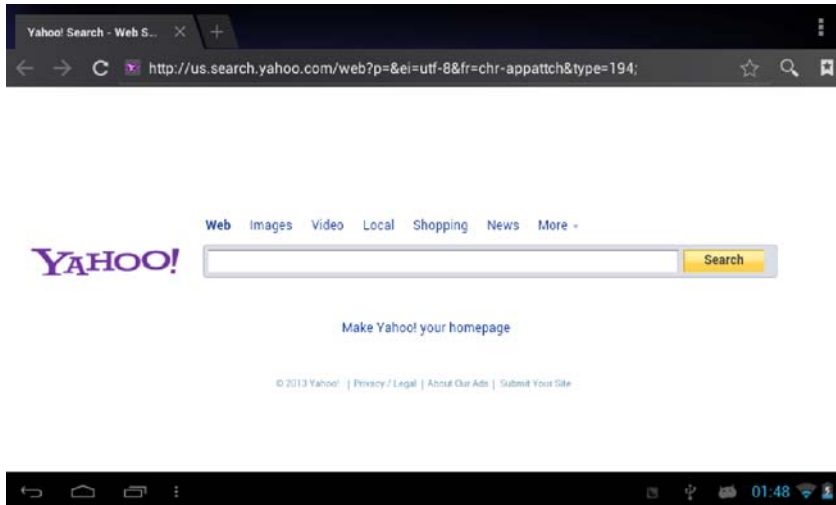 Yahoo! Search - Web S...
http://us.search.yahoo.com/web?p=&ei=utf-8&fr=chr-appattch&type=194;
Web Images Video Local Shopping News More
YAHOO! Search
Make Yahoo! your homepage
© 2013 Yahoo! | Privacy / Legal | About Our Ads | Submit Your Site
01:48